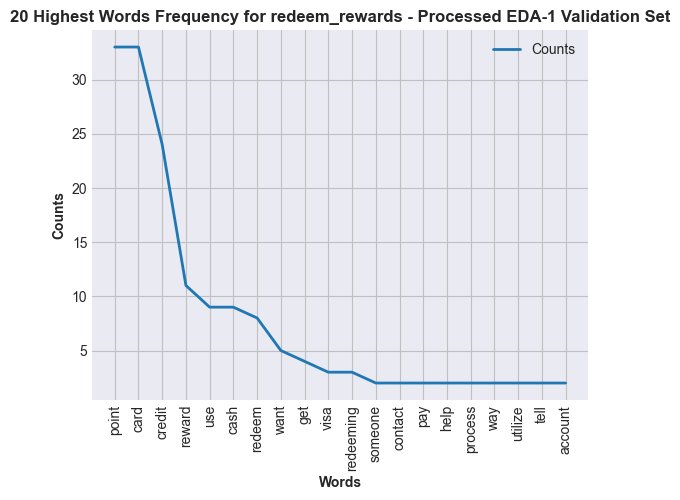 20 Highest Words Frequency for redeem_rewards - Processed EDA-1 Validation Set
Counts
Counts
30
25
20
15
10
5
point
card
credit
reward
use
cash
redeem
want
get
visa
redeeming
someone
contact
pay
help
process
way
utilize
tell
account
Words